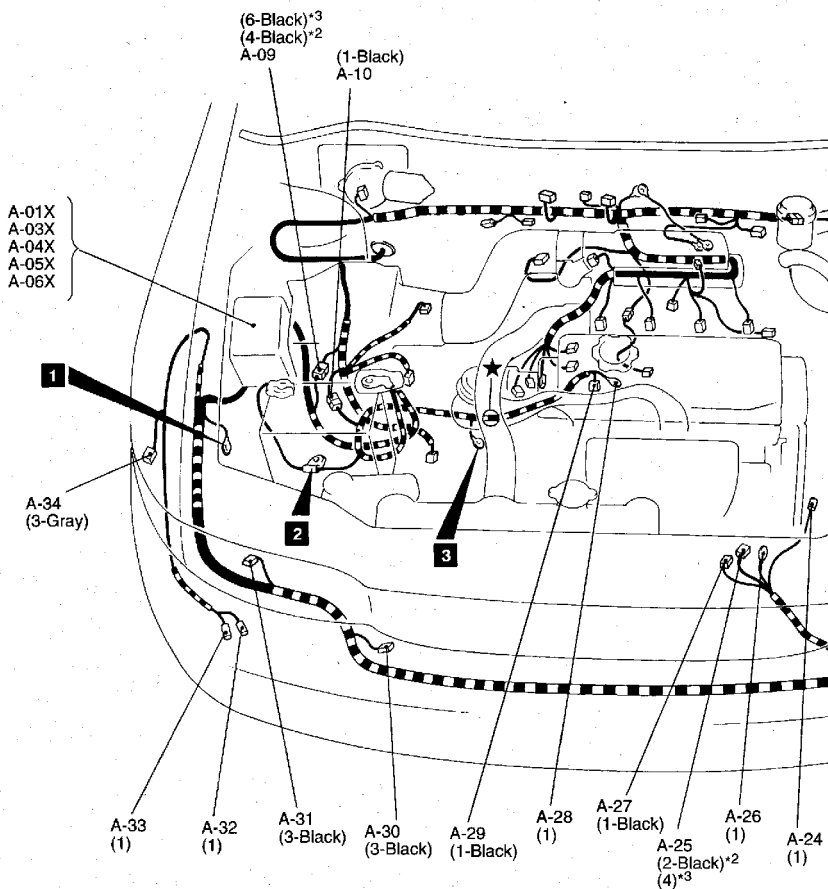 (6-Black)*3
(4-Black)*2
A-09
(1-Black)
A-10
A-01X
A-03X
A-04X
A-05X
A-06X
1
A-34
(3-Gray)
2
3
A-33
(1)
A-32
(1)
A-31
(3-Black)
A-30
(3-Black)
A-29
(1-Black)
A-28
(1)
A-27
(1-Black)
A-25
(2-Black)*2
(4)*3
A-26
(1)
A-24
(1)